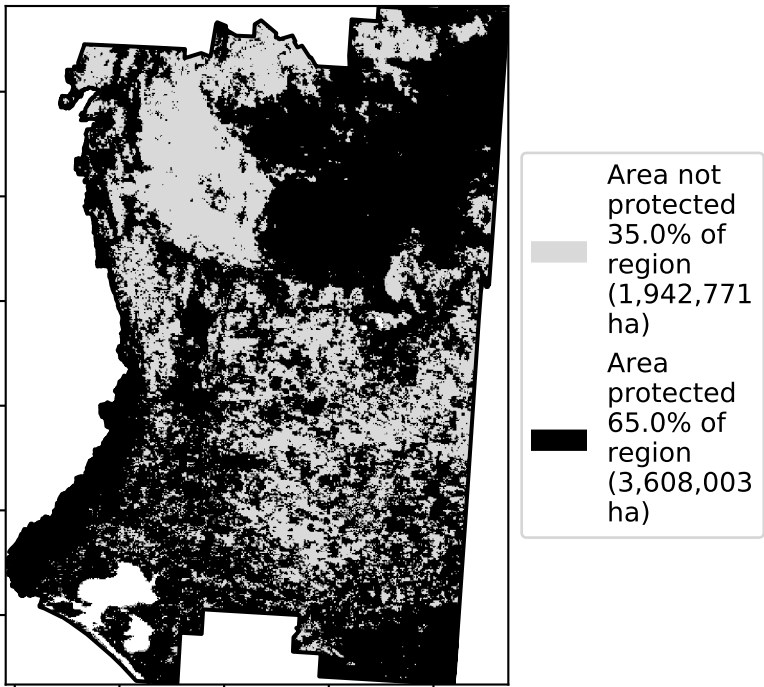 Area not
protected
35.0% of
region
(1,942,771
ha)
Area
protected
65.0% of
region
(3,608,003
ha)